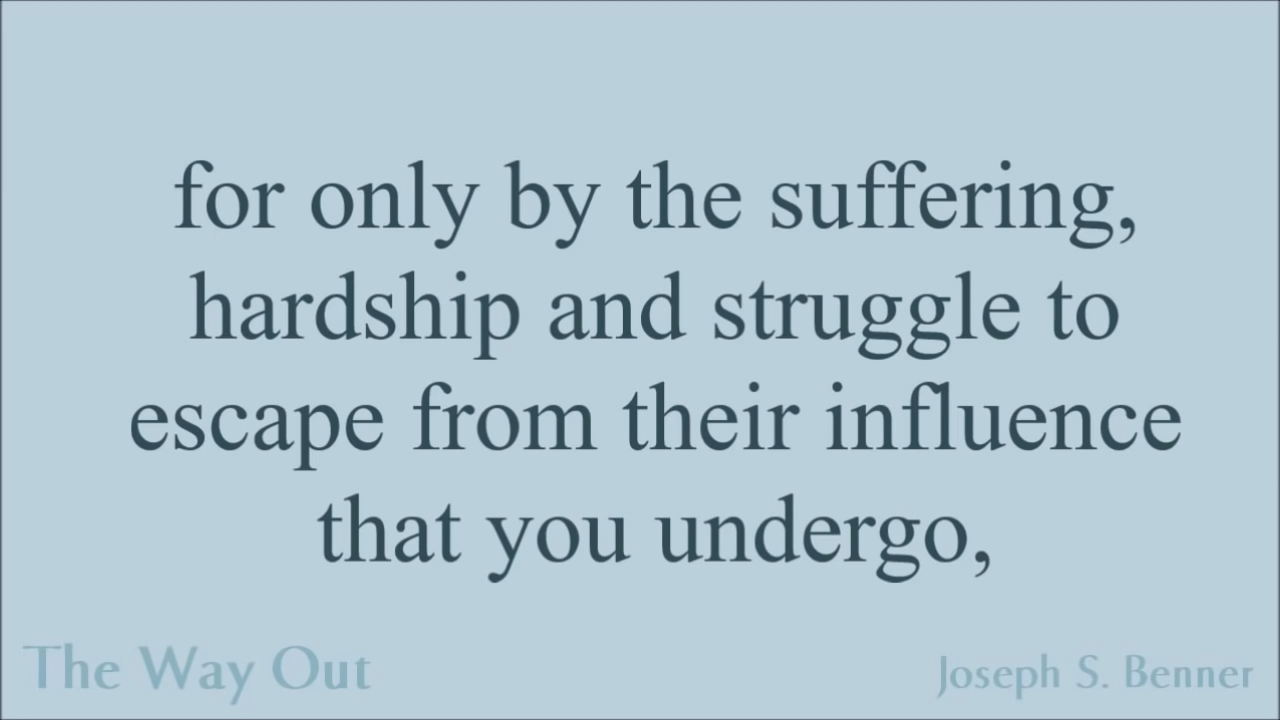 for only by the suffering,
hardship and struggle to
escape from their influence
that you undergo,
The Way Out
Joseph S. Benner